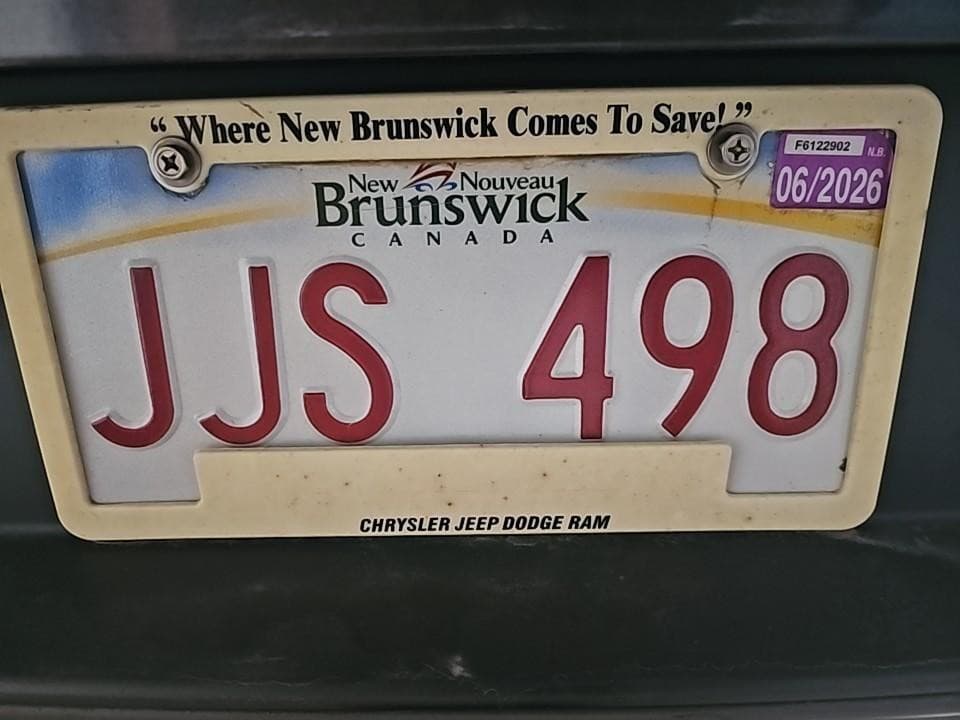 “ Where New Brunswick Comes To Save! ”
F6122902 N.B.
06/2026
New Nouveau
Brunswick
CANADA
JJS 498
CHRYSLER JEEP DODGE RAM